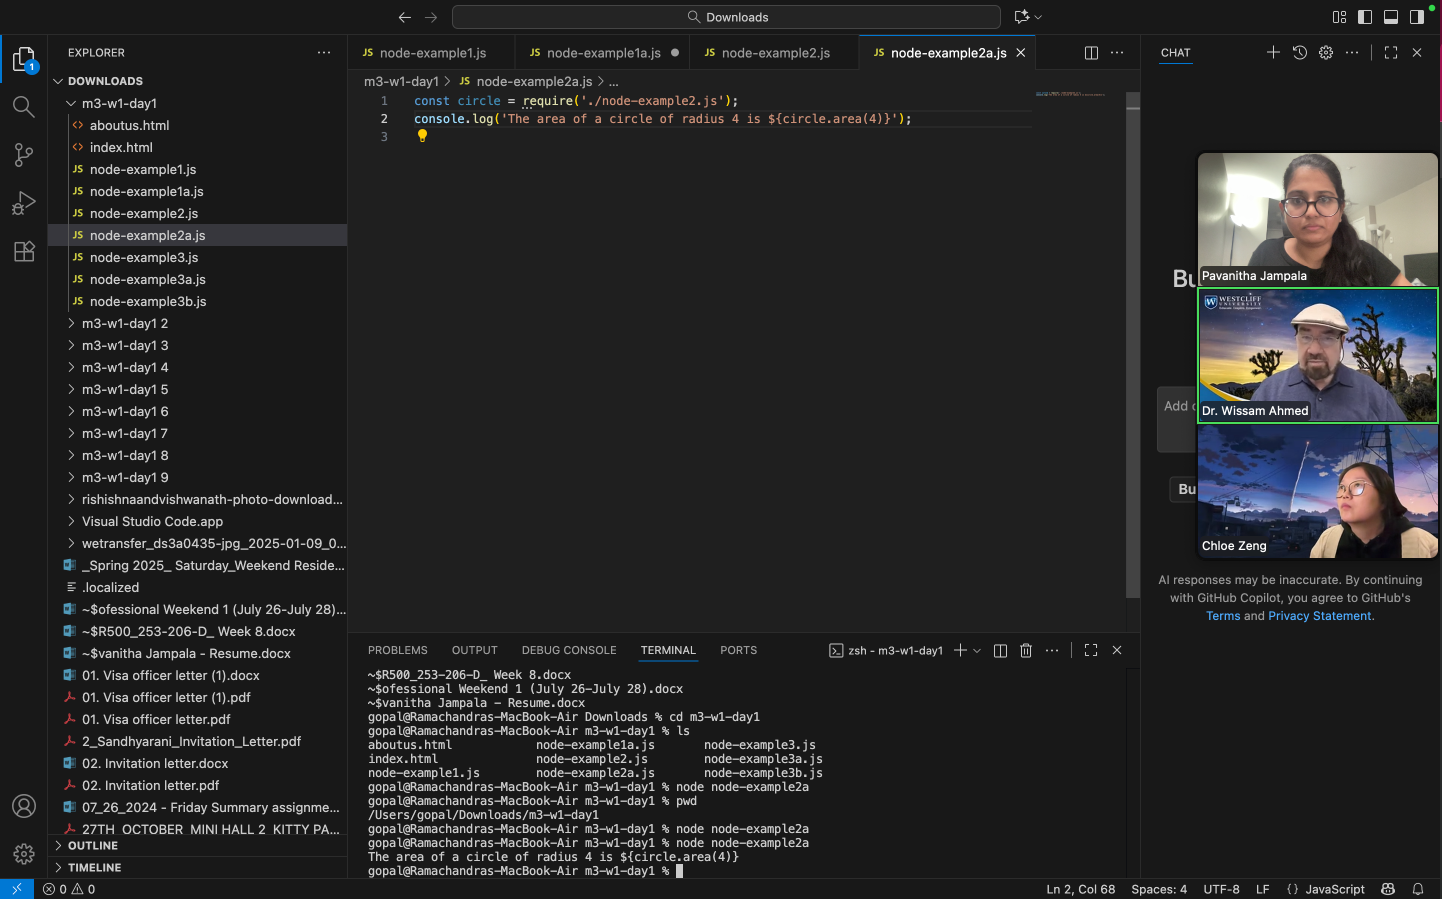 Downloads
EXPLORER
DOWNLOADS
m3-w1-day1
aboutus.html
index.html
JS node-example1.js
JS node-example1a.js
JS node-example2.js
JS node-example2a.js
JS node-example3.js
JS node-example3a.js
JS node-example3b.js
m3-w1-day1 2
m3-w1-day1 3
m3-w1-day1 4
m3-w1-day1 5
m3-w1-day1 6
m3-w1-day1 7
m3-w1-day1 8
m3-w1-day1 9
rishishnaandvishwanath-photo-download...
Visual Studio Code.app
wetransfer_ds3a0435-jpg_2025-01-09_0...
_Spring 2025_ Saturday_Weekend Reside...
.localized
~$ofessional Weekend 1 (July 26-July 28)...
~$R500_253-206-D_ Week 8.docx
~$vanitha Jampala - Resume.docx
01. Visa officer letter (1).docx
01. Visa officer letter (1).pdf
01. Visa officer letter.pdf
2_Sandhyarani_Invitation_Letter.pdf
02. Invitation letter.docx
02. Invitation letter.pdf
07_26_2024 - Friday Summary assignme...
27TH OCTOBER MINI HALL 2 KITTY PA...
OUTLINE
TIMELINE
1
JS node-example1.js
JS node-example1a.js
JS node-example2.js
JS node-example2a.js
m3-w1-day1 > JS node-example2a.js > ...
1 const circle = require('./node-example2.js');
2 console.log('The area of a circle of radius 4 is ${circle.area(4)}');
3
PROBLEMS OUTPUT DEBUG CONSOLE TERMINAL PORTS
zsh - m3-w1-day1
~$R500_253-206-D_ Week 8.docx
~$ofessional Weekend 1 (July 26-July 28).docx
~$vanitha Jampala - Resume.docx
gopal@Ramachandras-MacBook-Air Downloads % cd m3-w1-day1
gopal@Ramachandras-MacBook-Air m3-w1-day1 % ls
aboutus.html node-example1a.js node-example3.js
index.html node-example2.js node-example3a.js
node-example1.js node-example2a.js node-example3b.js
gopal@Ramachandras-MacBook-Air m3-w1-day1 % node node-example2a
gopal@Ramachandras-MacBook-Air m3-w1-day1 % pwd
/Users/gopal/Downloads/m3-w1-day1
gopal@Ramachandras-MacBook-Air m3-w1-day1 % node node-example2a
gopal@Ramachandras-MacBook-Air m3-w1-day1 % node node-example2a
The area of a circle of radius 4 is ${circle.area(4)}
gopal@Ramachandras-MacBook-Air m3-w1-day1 %
CHAT
Bu
Pavanitha Jampala
WESTCLIFF
UNIVERSITY
Dr. Wissam Ahmed
Add c
Bu
Chloe Zeng
AI responses may be inaccurate. By continuing
with GitHub Copilot, you agree to GitHub's
Terms and Privacy Statement.
0 0
Ln 2, Col 68 Spaces: 4 UTF-8 LF {} JavaScript